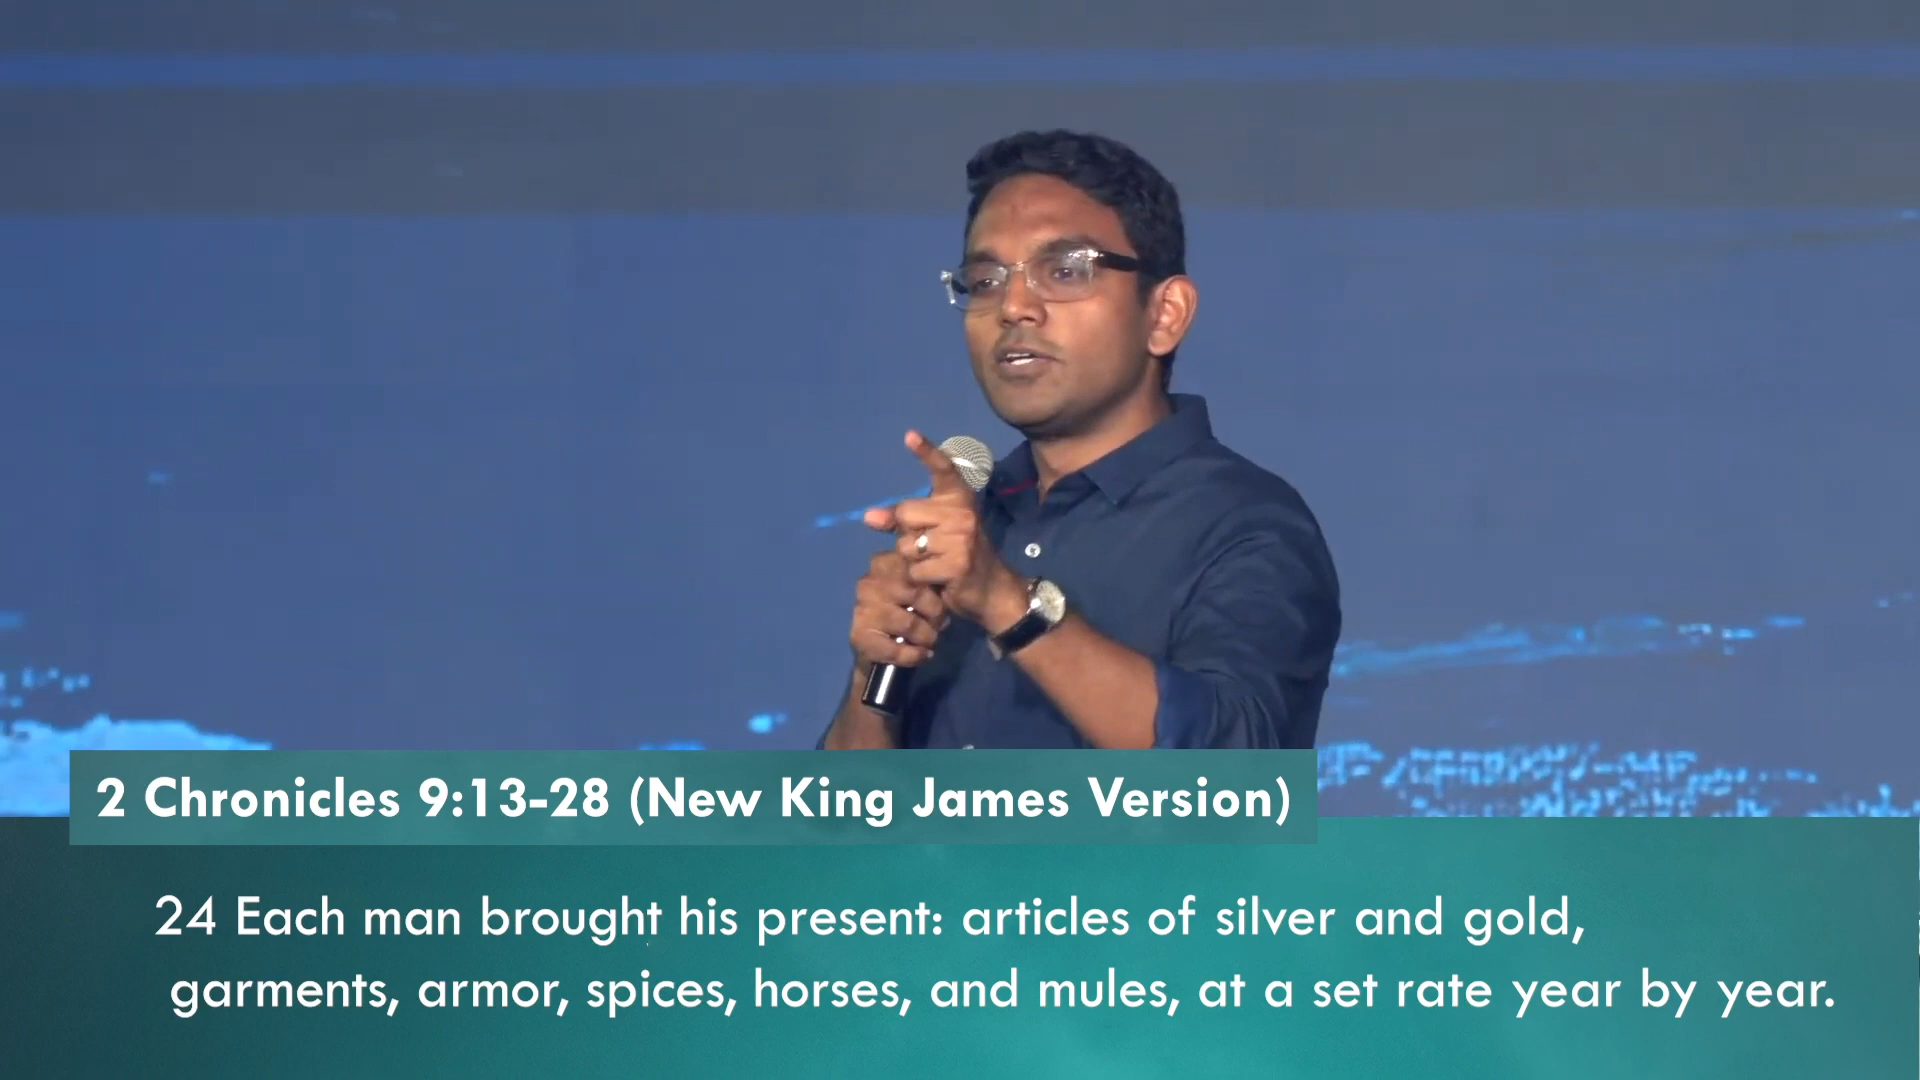 2 Chronicles 9:13-28 (New King James Version)
24 Each man brought his present: articles of silver and gold,
garments, armor, spices, horses, and mules, at a set rate year by year.